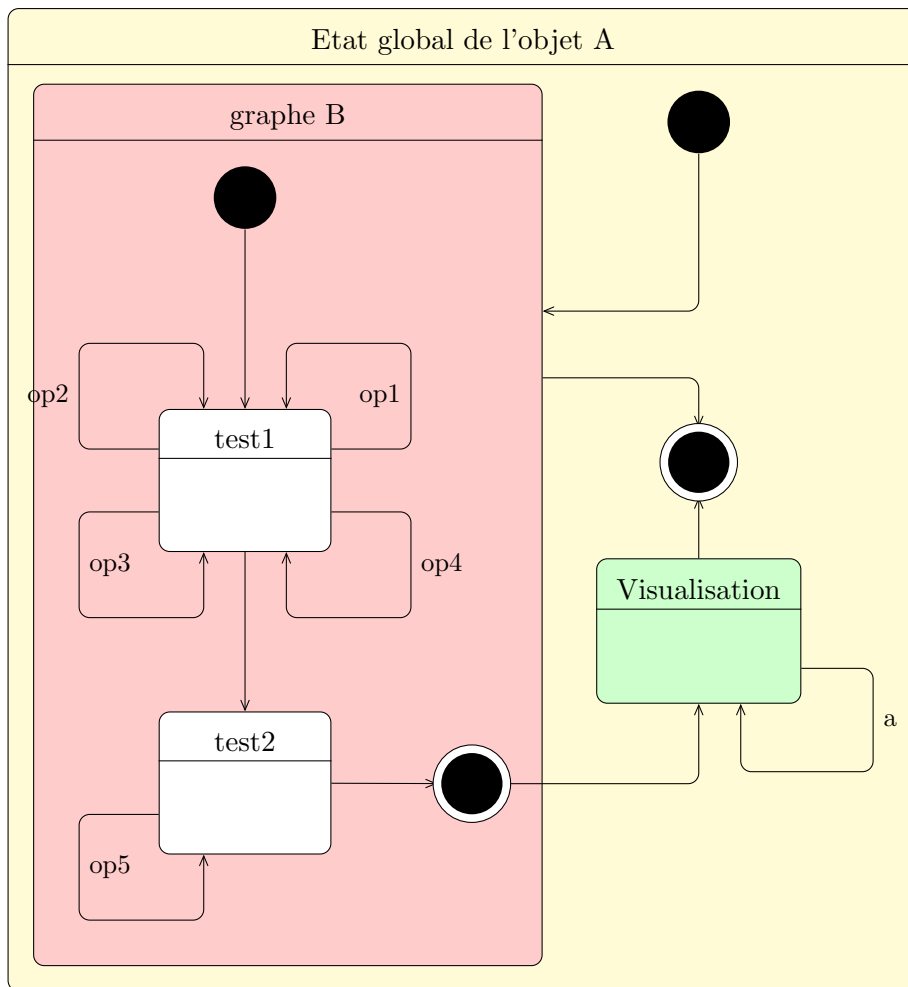 Etat global de l'objet A
graphe B
op2
op1
test1
op3
op4
Visualisation
a
test2
op5